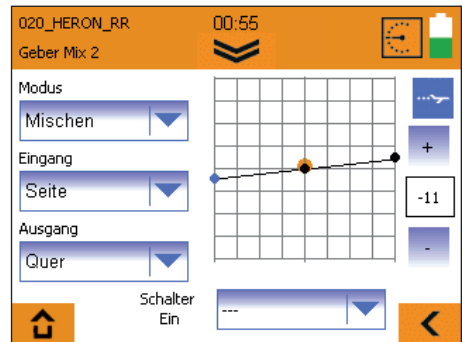 020_HERON_RR
00:55
Geber Mix 2
Modus
Mischen
Eingang
Seite
Ausgang
Quer
+
-11
-
Schalter
Ein
---